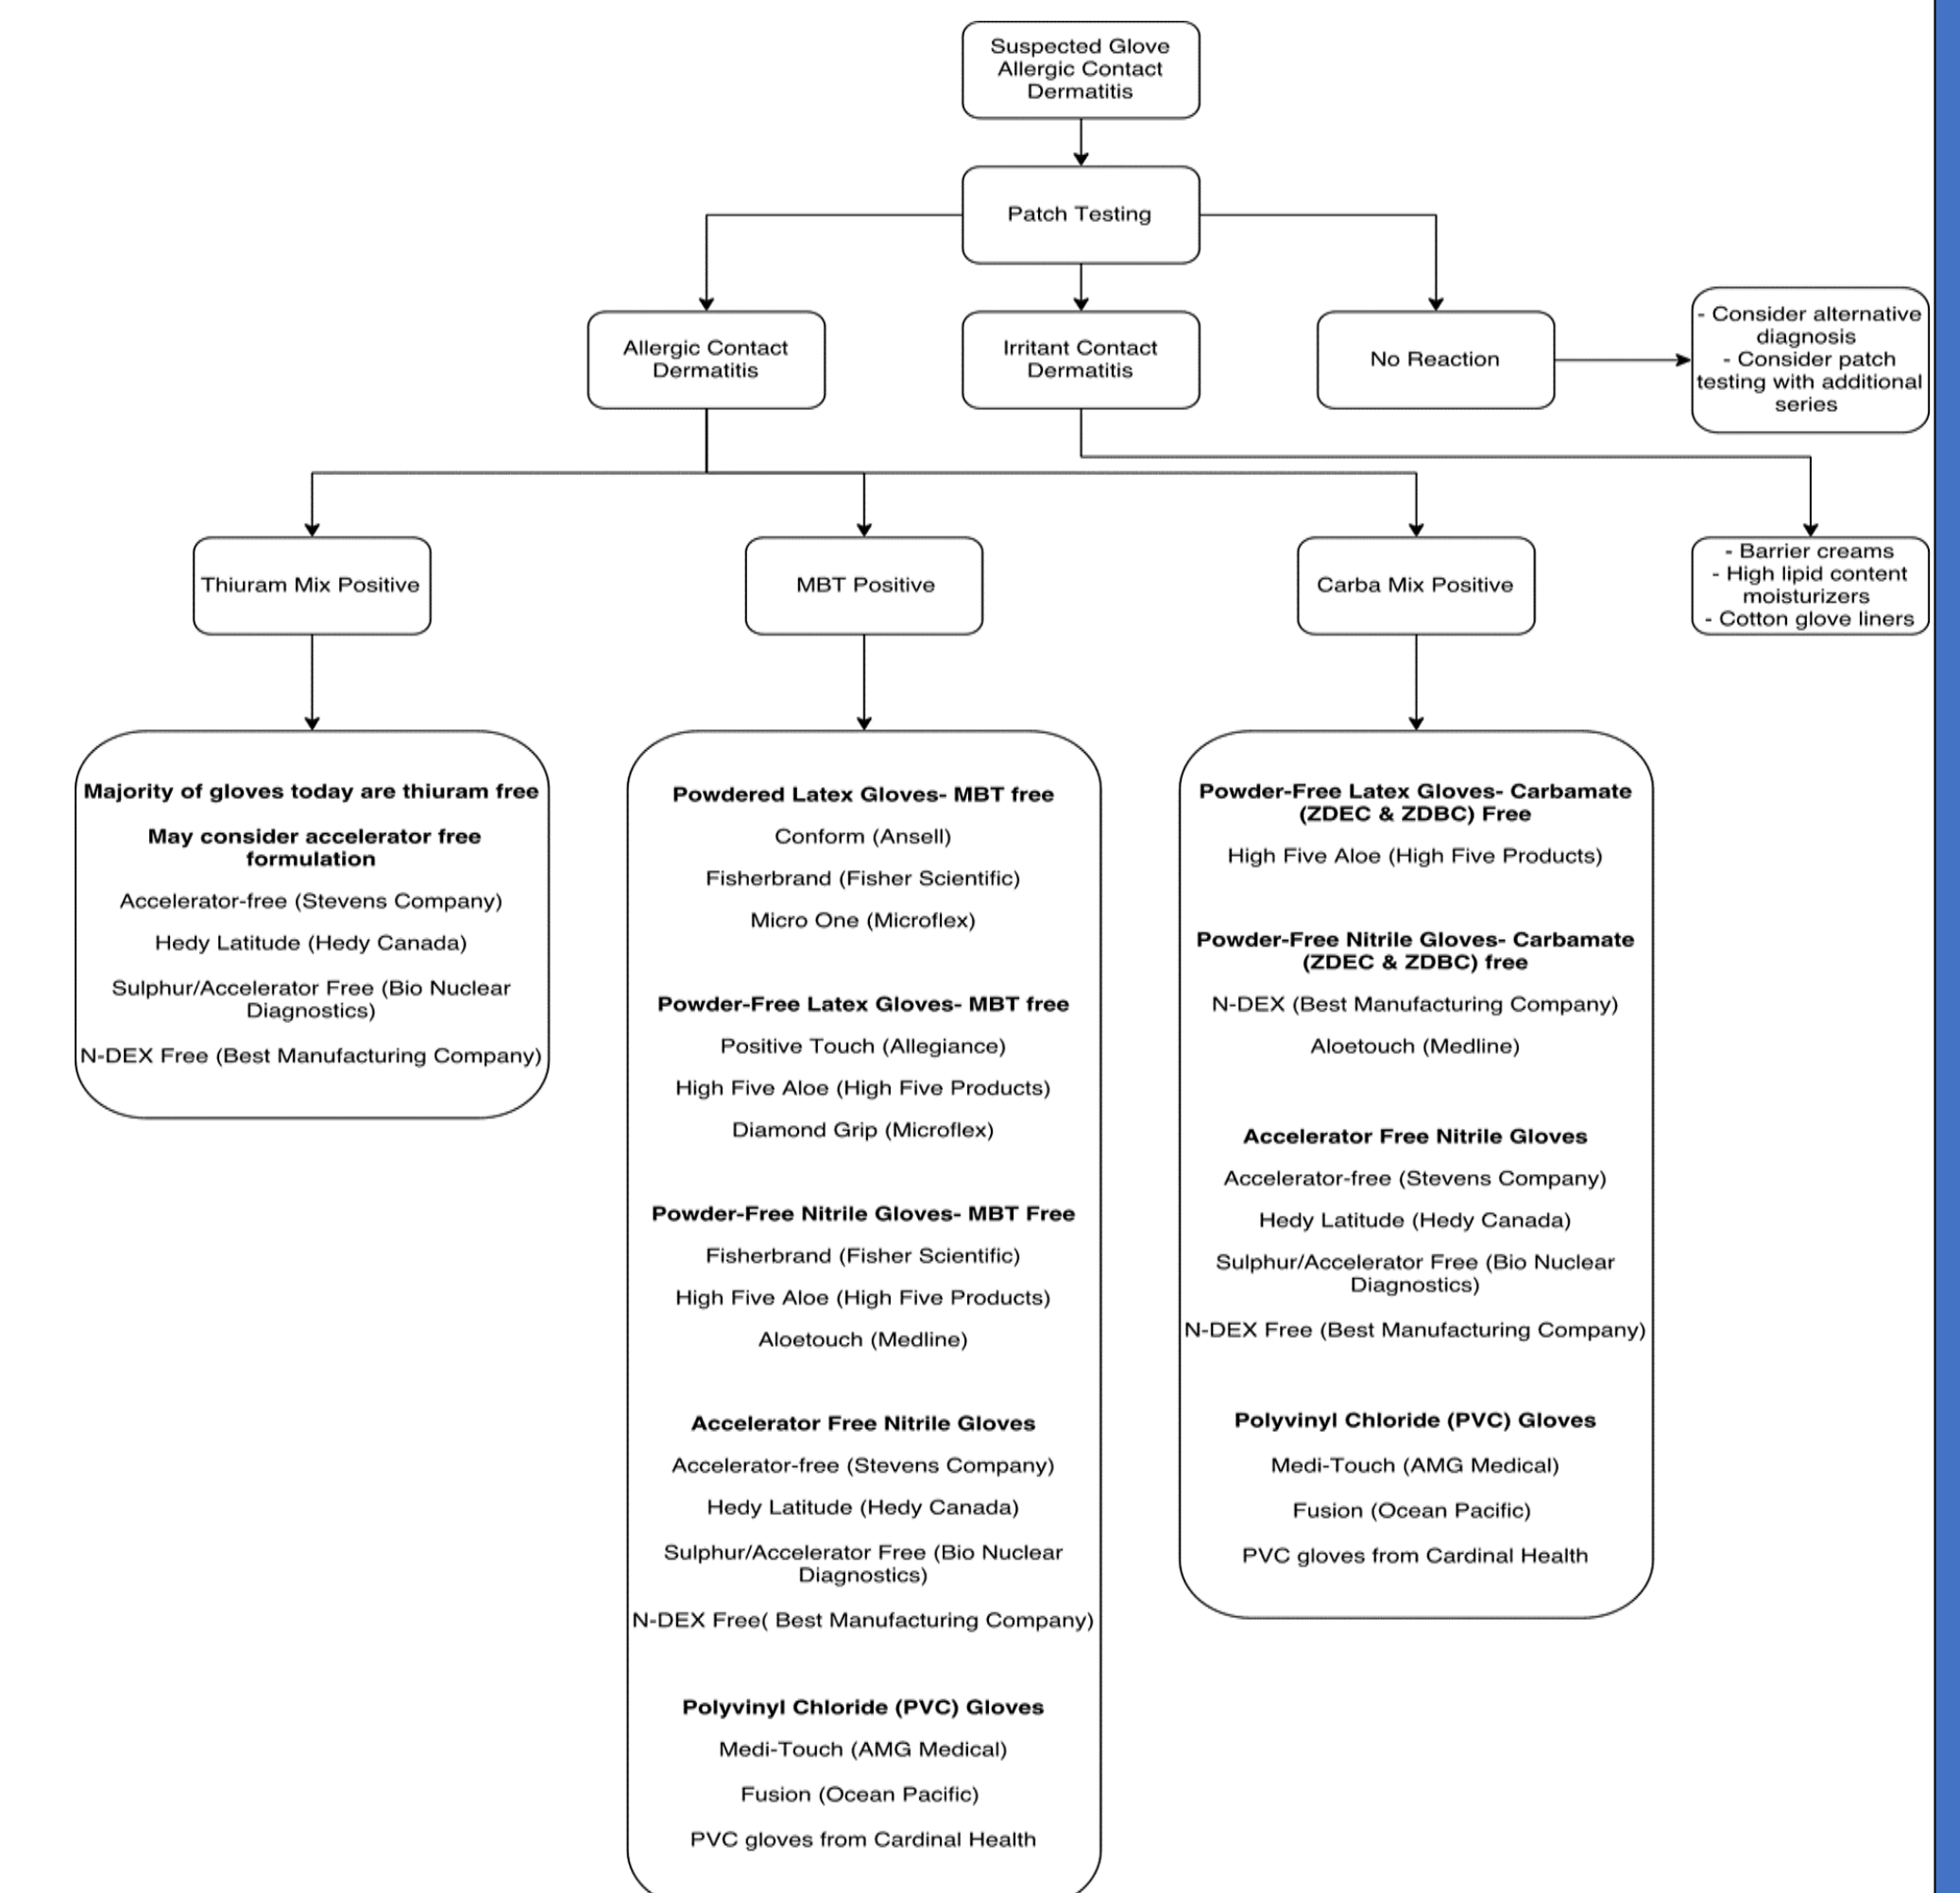 Suspected Glove
Allergic Contact
Dermatitis
Patch Testing
Allergic Contact
Dermatitis
Irritant Contact
Dermatitis
No Reaction
- Consider alternative
diagnosis
- Consider patch
testing with additional
series
Thiuram Mix Positive
MBT Positive
Carba Mix Positive
- Barrier creams
- High lipid content
moisturizers
- Cotton glove liners
Majority of gloves today are thiuram free
May consider accelerator free
formulation
Accelerator-free (Stevens Company)
Hedy Latitude (Hedy Canada)
Sulphur/Accelerator Free (Bio Nuclear
Diagnostics)
N-DEX Free (Best Manufacturing Company)
Powdered Latex Gloves- MBT free
Conform (Ansell)
Fisherbrand (Fisher Scientific)
Micro One (Microflex)
Powder-Free Latex Gloves- MBT free
Positive Touch (Allegiance)
High Five Aloe (High Five Products)
Diamond Grip (Microflex)
Powder-Free Nitrile Gloves- MBT Free
Fisherbrand (Fisher Scientific)
High Five Aloe (High Five Products)
Aloetouch (Medline)
Accelerator Free Nitrile Gloves
Accelerator-free (Stevens Company)
Hedy Latitude (Hedy Canada)
Sulphur/Accelerator Free (Bio Nuclear
Diagnostics)
N-DEX Free( Best Manufacturing Company)
Polyvinyl Chloride (PVC) Gloves
Medi-Touch (AMG Medical)
Fusion (Ocean Pacific)
PVC gloves from Cardinal Health
Powder-Free Latex Gloves- Carbamate
(ZDEC & ZDBC) Free
High Five Aloe (High Five Products)
Powder-Free Nitrile Gloves- Carbamate
(ZDEC & ZDBC) free
N-DEX (Best Manufacturing Company)
Aloetouch (Medline)
Accelerator Free Nitrile Gloves
Accelerator-free (Stevens Company)
Hedy Latitude (Hedy Canada)
Sulphur/Accelerator Free (Bio Nuclear
Diagnostics)
N-DEX Free (Best Manufacturing Company)
Polyvinyl Chloride (PVC) Gloves
Medi-Touch (AMG Medical)
Fusion (Ocean Pacific)
PVC gloves from Cardinal Health